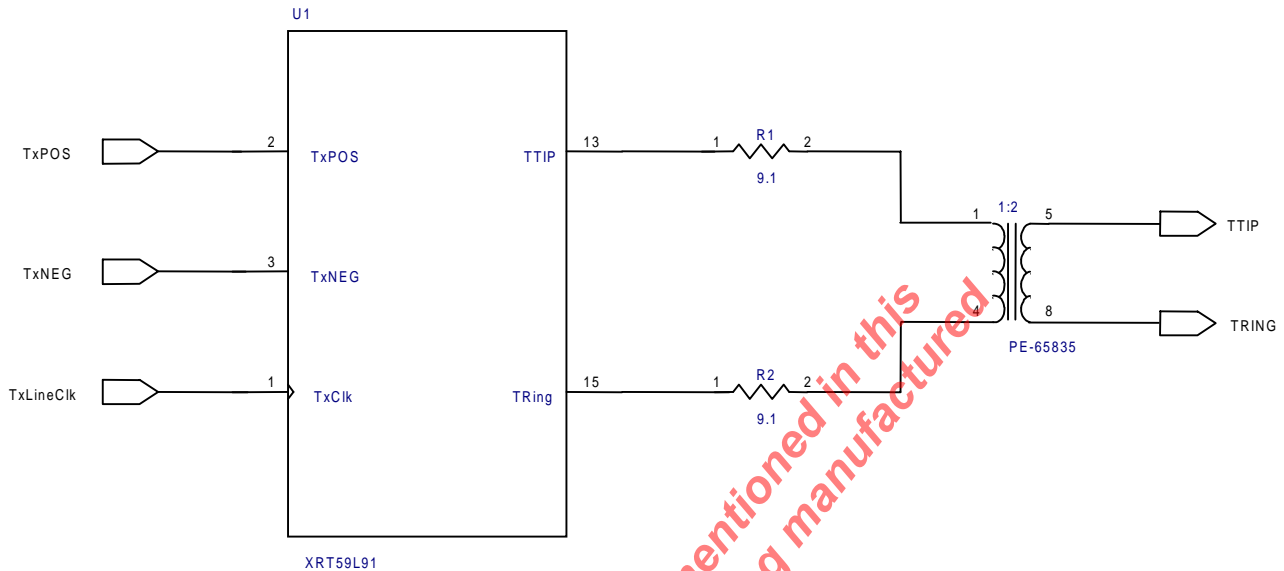 U1
TxPOS
2
TxPOS
TTIP
13
1
R1
2
9.1
1
1:2
5
TTIP
TxNEG
3
TxNEG
4
8
TRING
PE-65835
TxLineClk
1
TxClk
TRing
15
1
R2
2
9.1
XRT59L91
mentioned in this
manufactured